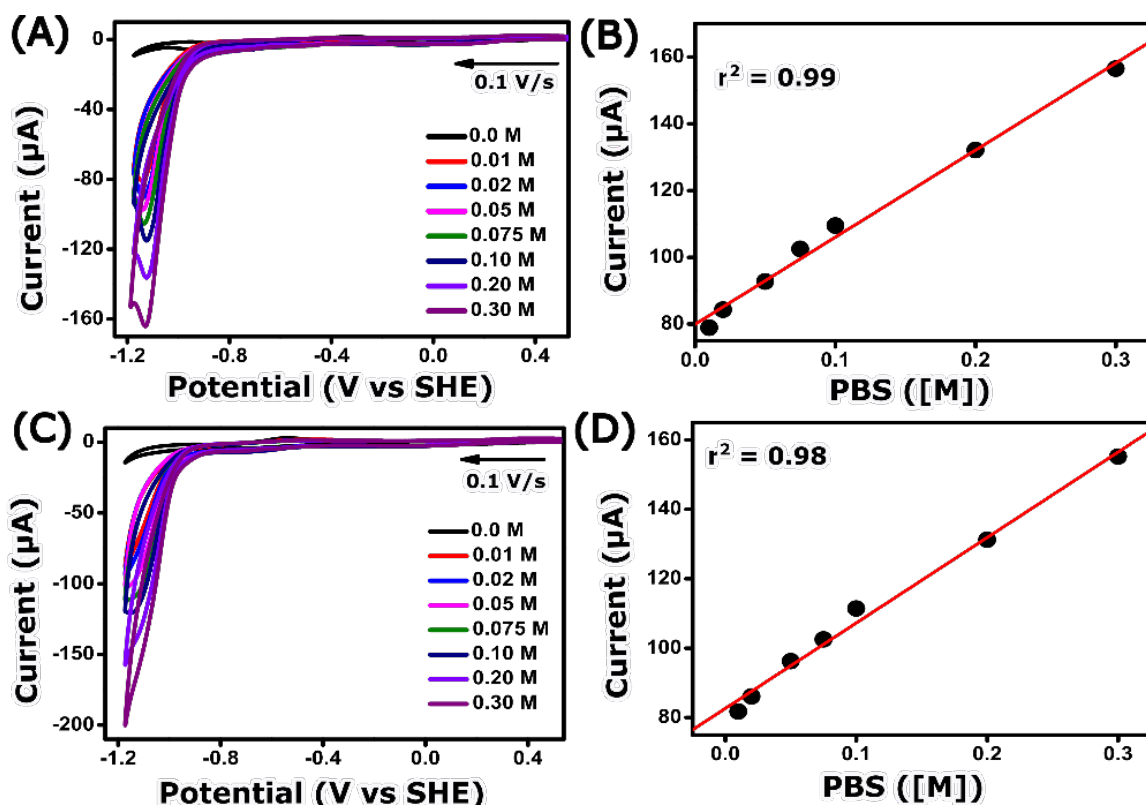 (A)
0
-40
-80
-120
-160
-1.2
-0.8
-0.4
0.0
0.4
Current (µA)
Potential (V vs SHE)
0.1 V/s
0.0 M
0.01 M
0.02 M
0.05 M
0.075 M
0.10 M
0.20 M
0.30 M
(B)
r² = 0.99
160
140
120
100
80
0.0
0.1
0.2
0.3
Current (µA)
PBS ([M])
(C)
0
-50
-100
-150
-200
-1.2
-0.8
-0.4
0.0
0.4
Current (µA)
Potential (V vs SHE)
0.1 V/s
0.0 M
0.01 M
0.02 M
0.05 M
0.075 M
0.10 M
0.20 M
0.30 M
(D)
r² = 0.98
160
140
120
100
80
0.0
0.1
0.2
0.3
Current (µA)
PBS ([M])